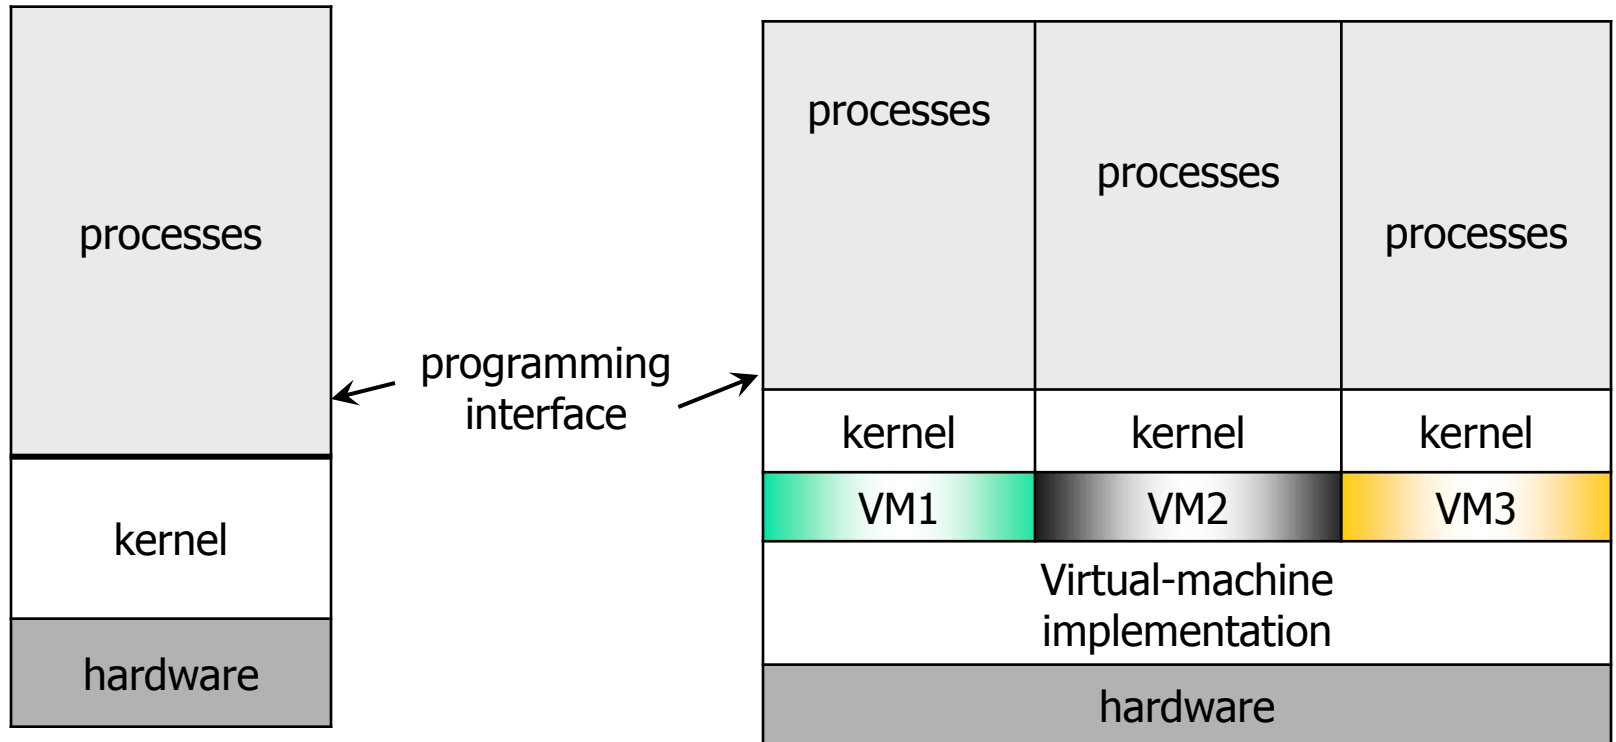 processes
kernel
hardware
programming
interface
processes
processes
processes
kernel
kernel
kernel
VM1
VM2
VM3
Virtual-machine
implementation
hardware